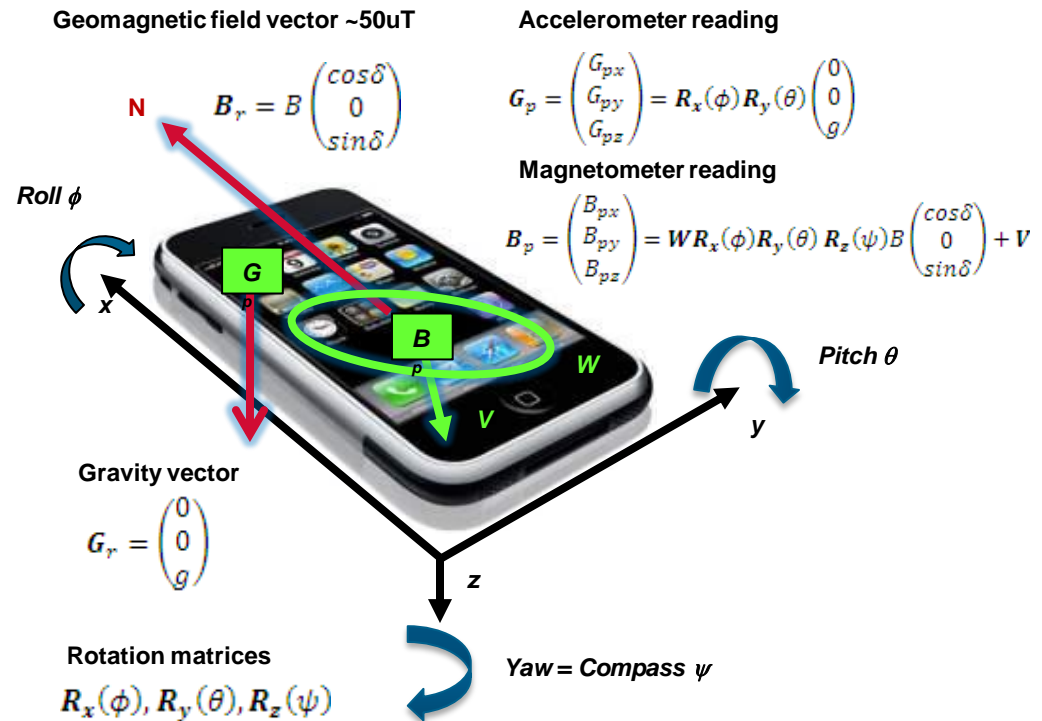 Geomagnetic field vector ~50uT
Accelerometer reading
N
B_r = B (cosδ 0 sinδ)
G_p = (G_px G_py G_pz) = R_x(ϕ)R_y(θ) (0 0 g)
Magnetometer reading
B_p = (B_px B_py B_pz) = WR_x(ϕ)R_y(θ) R_z(ψ)B (cosδ 0 sinδ) + V
Roll ϕ
G
p
x
B
p
W
V
Pitch θ
y
Gravity vector
G_r = (0 0 g)
z
Rotation matrices
Yaw = Compass ψ
R_x(ϕ), R_y(θ), R_z(ψ)